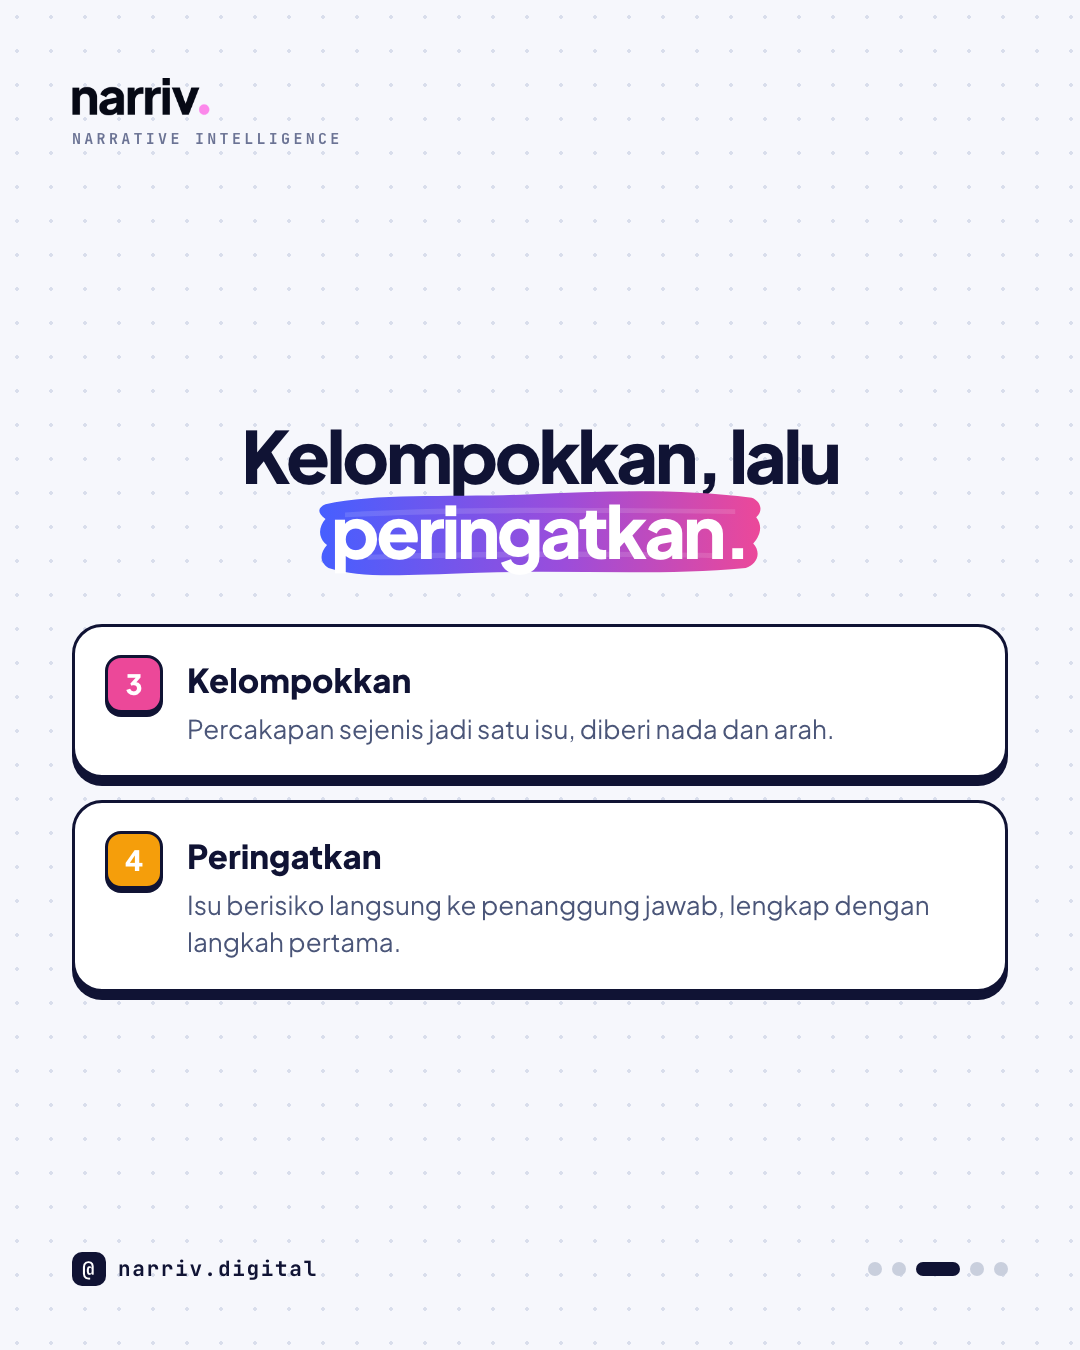 narriv.
NARRATIVE INTELLIGENCE
Kelompokkan, lalu
peringatkan.
3
Kelompokkan
Percakapan sejenis jadi satu isu, diberi nada dan arah.
4
Peringatkan
Isu berisiko langsung ke penanggung jawab, lengkap dengan
langkah pertama.
@ narriv.digital